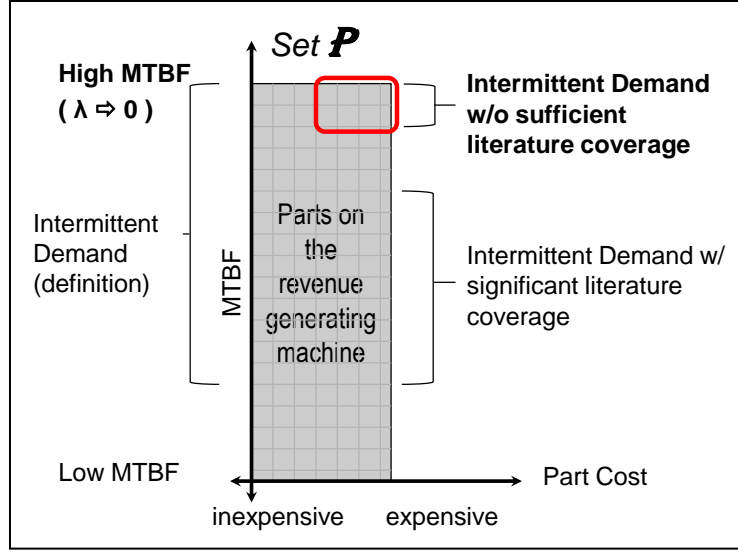 Set P
High MTBF
( λ ⇨ 0 )
Intermittent Demand
w/o sufficient
literature coverage
Intermittent
Demand
(definition)
MTBF
Parts on
the
revenue
generating
machine
Intermittent Demand w/
significant literature
coverage
Low MTBF
Part Cost
inexpensive
expensive